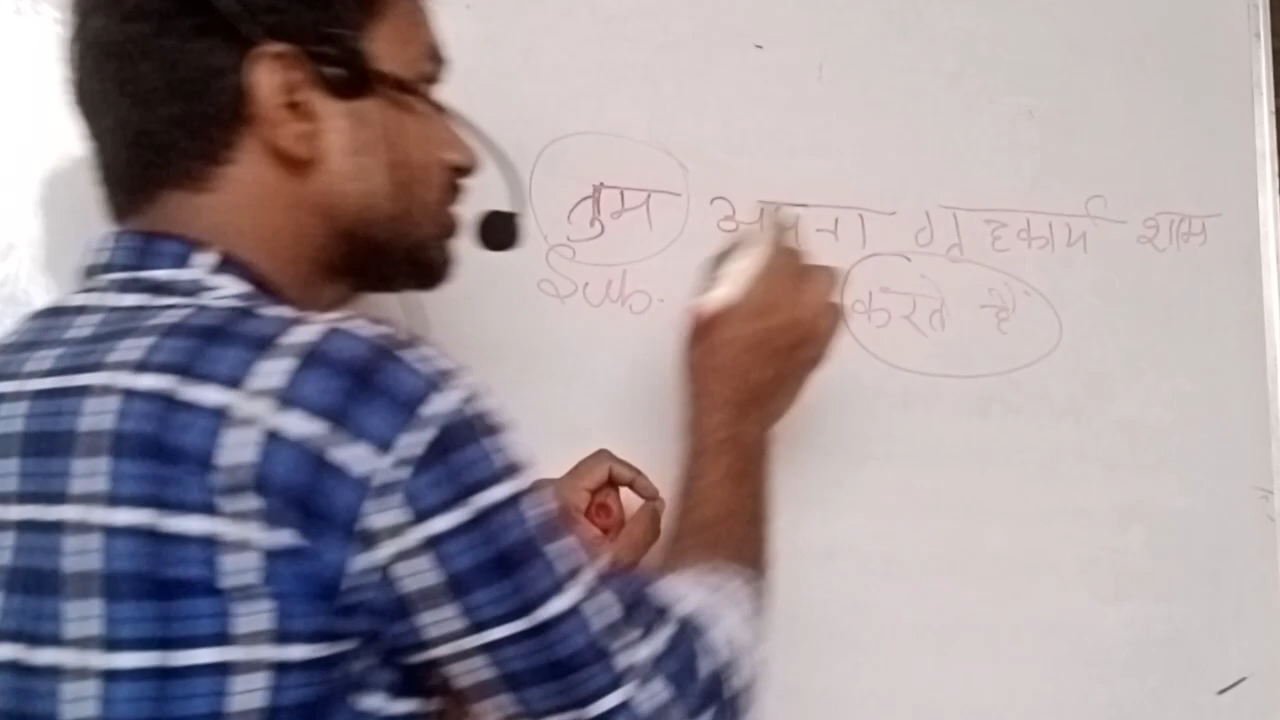 तुम अपना गृहकार्य शाम
Sub. करते हैं